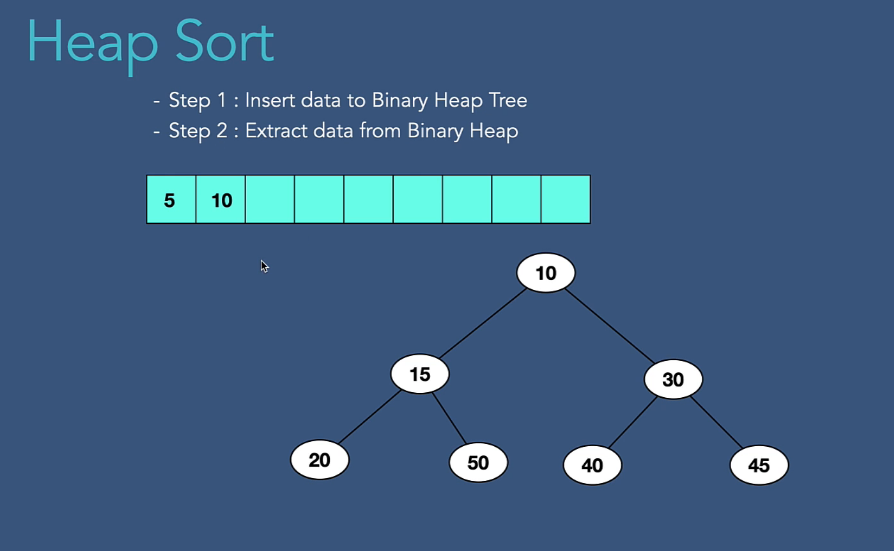 Heap Sort
- Step 1 : Insert data to Binary Heap Tree
- Step 2 : Extract data from Binary Heap
5 10
10
15 30
20 50 40 45